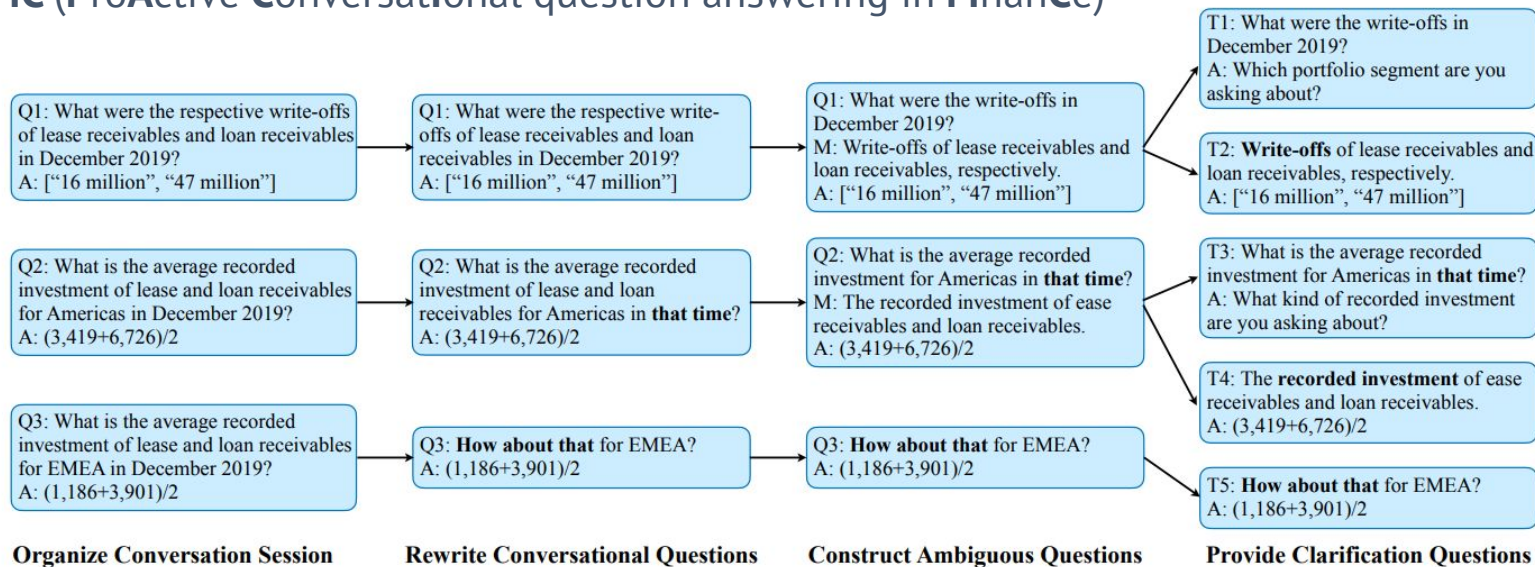 IC (ProActive Conversational question answering in FinanCe)
Q1: What were the respective write-offs
of lease receivables and loan receivables
in December 2019?
A: [“16 million”, “47 million”]
Q2: What is the average recorded
investment of lease and loan receivables
for Americas in December 2019?
A: (3,419+6,726)/2
Q3: What is the average recorded
investment of lease and loan receivables
for EMEA in December 2019?
A: (1,186+3,901)/2
Organize Conversation Session
Q1: What were the respective write-
offs of lease receivables and loan
receivables in December 2019?
A: [“16 million”, “47 million”]
Q2: What is the average recorded
investment of lease and loan
receivables for Americas in that time?
A: (3,419+6,726)/2
Q3: How about that for EMEA?
A: (1,186+3,901)/2
Rewrite Conversational Questions
Q1: What were the write-offs in
December 2019?
M: Write-offs of lease receivables and
loan receivables, respectively.
A: [“16 million”, “47 million”]
Q2: What is the average recorded
investment for Americas in that time?
M: The recorded investment of ease
receivables and loan receivables.
A: (3,419+6,726)/2
Q3: How about that for EMEA?
A: (1,186+3,901)/2
Construct Ambiguous Questions
T1: What were the write-offs in
December 2019?
A: Which portfolio segment are you
asking about?
T2: Write-offs of lease receivables and
loan receivables, respectively.
A: [“16 million”, “47 million”]
T3: What is the average recorded
investment for Americas in that time?
A: What kind of recorded investment
are you asking about?
T4: The recorded investment of ease
receivables and loan receivables.
A: (3,419+6,726)/2
T5: How about that for EMEA?
A: (1,186+3,901)/2
Provide Clarification Questions